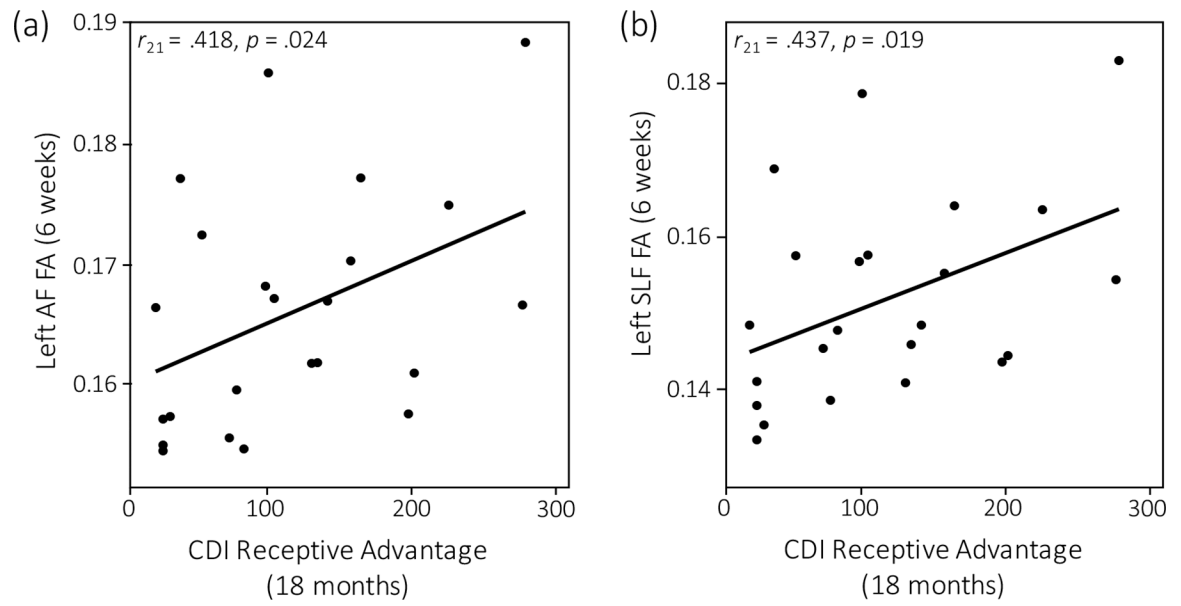 (a)
r21 = .418, p = .024
0.19
0.18
0.17
0.16
Left AF FA (6 weeks)
0
100
200
300
CDI Receptive Advantage
(18 months)
(b)
r21 = .437, p = .019
0.18
0.16
0.14
Left SLF FA (6 weeks)
0
100
200
300
CDI Receptive Advantage
(18 months)